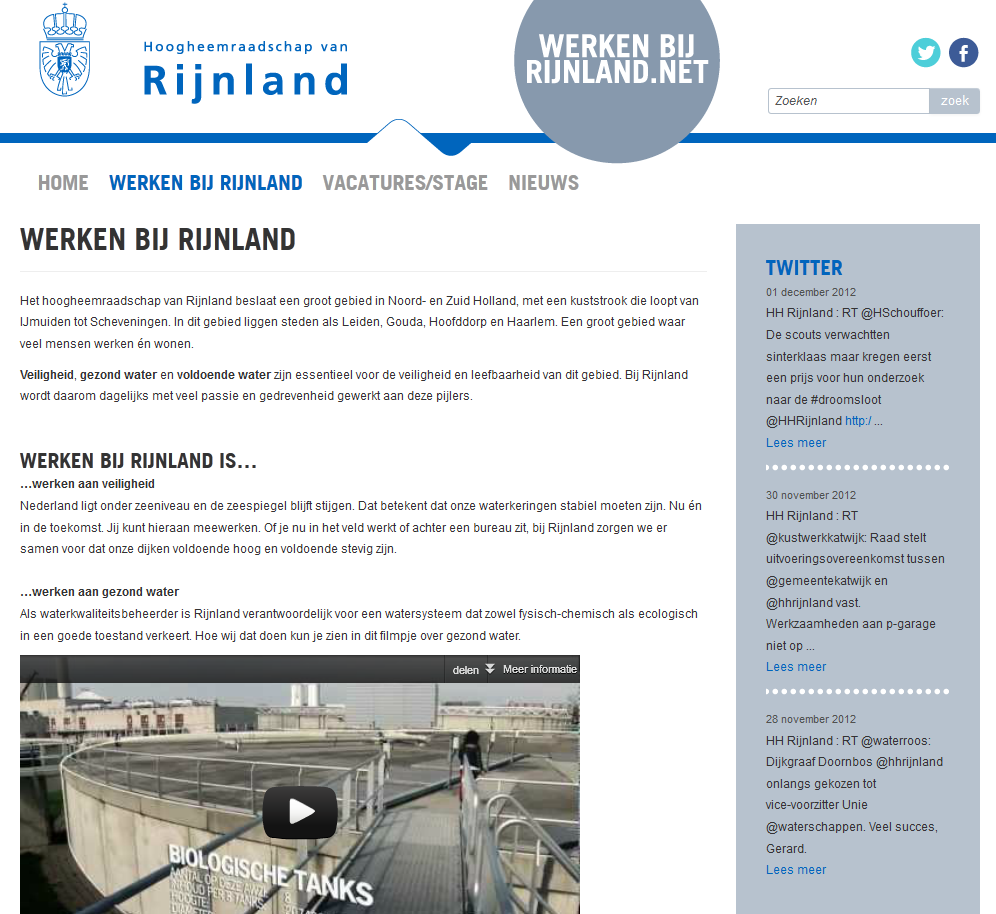 Hoogheemraadschap van
Rijnland
WERKEN BIJ
RIJNLAND.NET
Zoeken
zoek
HOME
WERKEN BIJ RIJNLAND
VACATURES/STAGE
NIEUWS
WERKEN BIJ RIJNLAND
Het hoogheemraadschap van Rijnland beslaat een groot gebied in Noord- en Zuid Holland, met een kuststrook die loopt van
IJmuiden tot Scheveningen. In dit gebied liggen steden als Leiden, Gouda, Hoofddorp en Haarlem. Een groot gebied waar
veel mensen werken én wonen.
Veiligheid, gezond water en voldoende water zijn essentieel voor de veiligheid en leefbaarheid van dit gebied. Bij Rijnland
wordt daarom dagelijks met veel passie en gedrevenheid gewerkt aan deze pijlers.
WERKEN BIJ RIJNLAND IS...
...werken aan veiligheid
Nederland ligt onder zeeniveau en de zeespiegel blijft stijgen. Dat betekent dat onze waterkeringen stabiel moeten zijn. Nu én
in de toekomst. Jij kunt hieraan meewerken. Of je nu in het veld werkt of achter een bureau zit, bij Rijnland zorgen we er
samen voor dat onze dijken voldoende hoog en voldoende stevig zijn.
...werken aan gezond water
Als waterkwaliteitsbeheerder is Rijnland verantwoordelijk voor een watersysteem dat zowel fysisch-chemisch als ecologisch
in een goede toestand verkeert. Hoe wij dat doen kun je zien in dit filmpje over gezond water.
delen
Meer informatie
BIOLOGISCHE TANKS
AANTAL OP DEZE AWZI 8
INHOUD PER 8 TANKS
HOOGTE
TWITTER
01 december 2012
HH Rijnland : RT @HSchouffoer:
De scouts verwachtten
sinterklaas maar kregen eerst
een prijs voor hun onderzoek
naar de #droomsloot
@HHRijnland http:/ ...
Lees meer
30 november 2012
HH Rijnland : RT
@kustwerkkatwijk: Raad stelt
uitvoeringsovereenkomst tussen
@gemeentekatwijk en
@hhrijnland vast.
Werkzaamheden aan p-garage
niet op ...
Lees meer
28 november 2012
HH Rijnland : RT @waterroos:
Dijkgraaf Doornbos @hhrijnland
onlangs gekozen tot
vice-voorzitter Unie
@waterschappen. Veel succes,
Gerard.
Lees meer